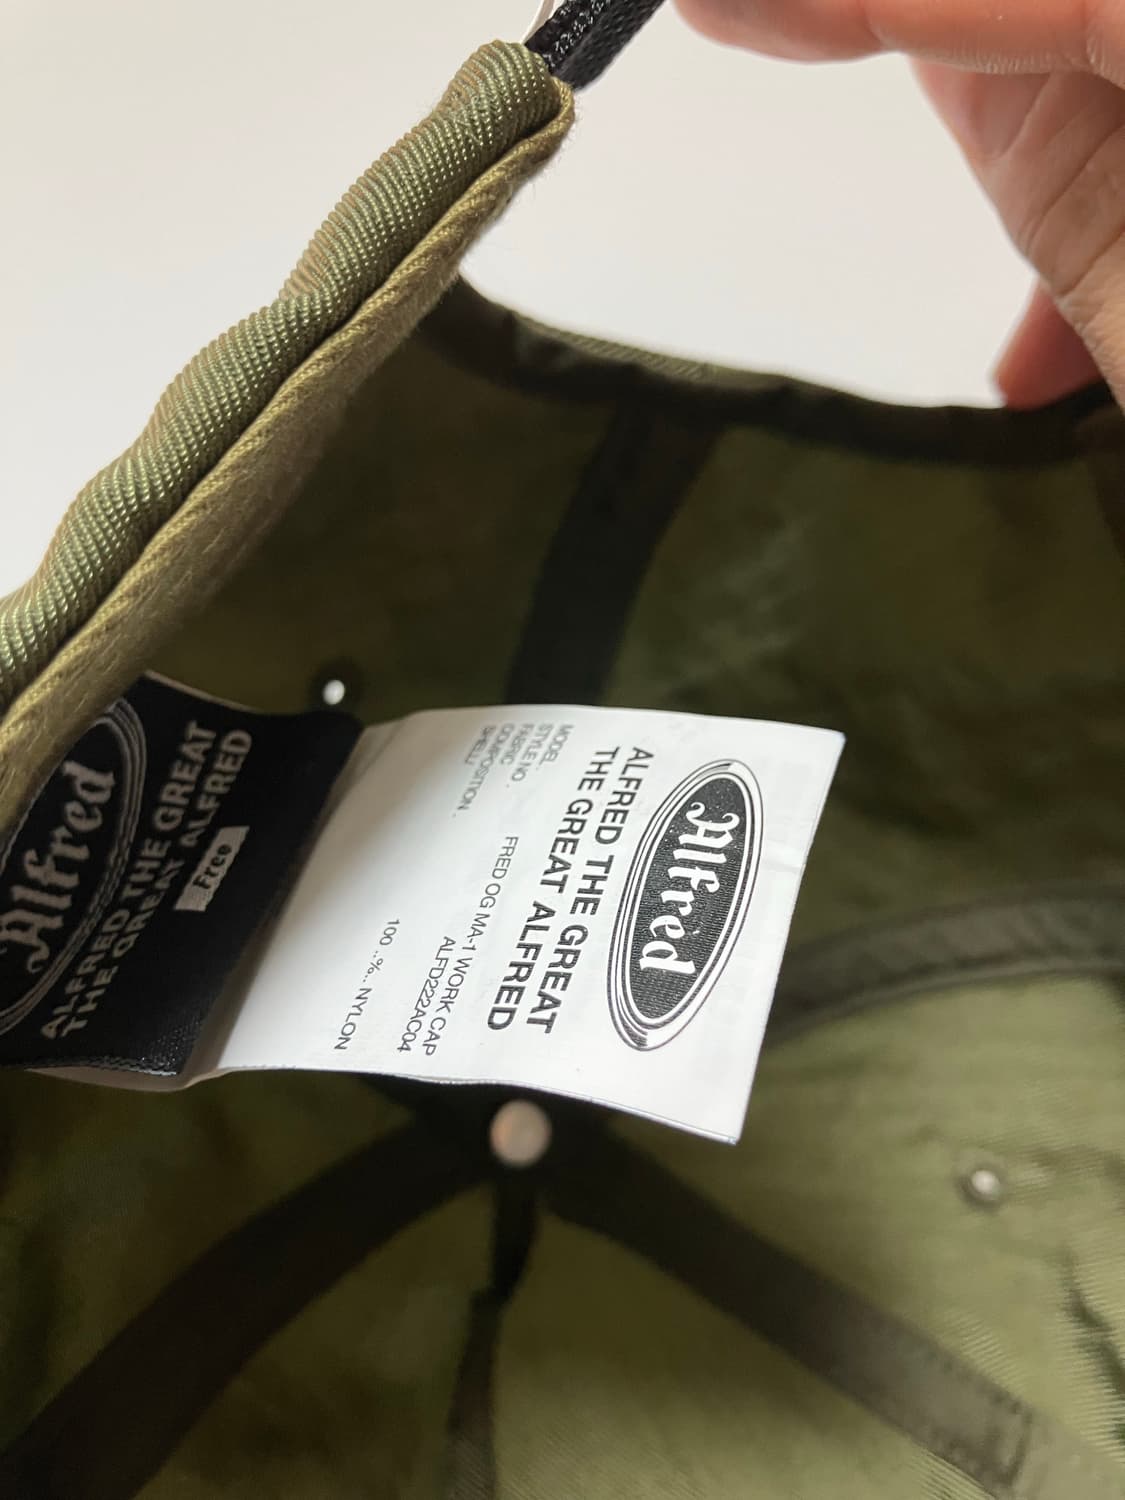 Alfred
ALFRED THE GREAT
THE GREAT ALFRED
MODEL. FRED OG MA-1 WORK CAP
STYLE NO. ALFD222AC04
FABRIC
COMPOSITION.
SHELL/ 100..%.. NYLON
Alfred
ALFRED THE GREAT
THE GREAT ALFRED
Free